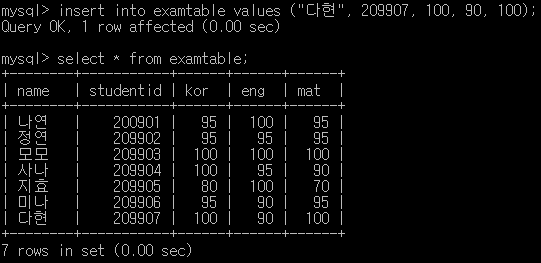 mysql> insert into examtable values ("다현", 209907, 100, 90, 100);
Query OK, 1 row affected (0.00 sec)
mysql> select * from examtable;
+--------+-----------+------+------+------+
| name | studentid | kor | eng | mat |
+--------+-----------+------+------+------+
| 나연 | 200901 | 95 | 100 | 95 |
| 정연 | 209902 | 95 | 95 | 95 |
| 모모 | 209903 | 100 | 100 | 100 |
| 사나 | 209904 | 100 | 95 | 90 |
| 지효 | 209905 | 80 | 100 | 70 |
| 미나 | 209906 | 95 | 90 | 95 |
| 다현 | 209907 | 100 | 90 | 100 |
+--------+-----------+------+------+------+
7 rows in set (0.00 sec)